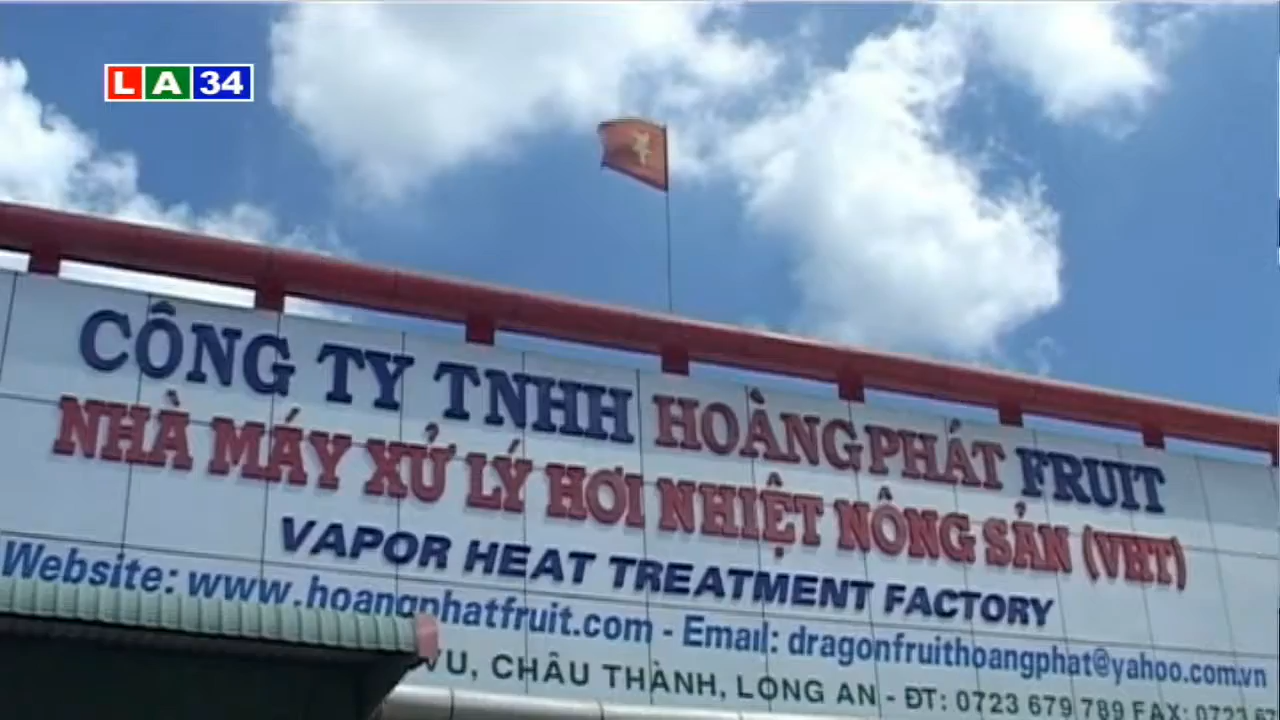 LA34
CÔNG TY TNHH HOÀNG PHÁT FRUIT
NHÀ MÁY XỬ LÝ HƠI NHIỆT NÔNG SẢN (VHT)
VAPOR HEAT TREATMENT FACTORY
Website: www.hoangphatfruit.com - Email: dragonfruithoangphat@yahoo.com.vn
VU, CHÂU THÀNH, LONG AN - ĐT: 0723 679 789 FAX: 0723 67